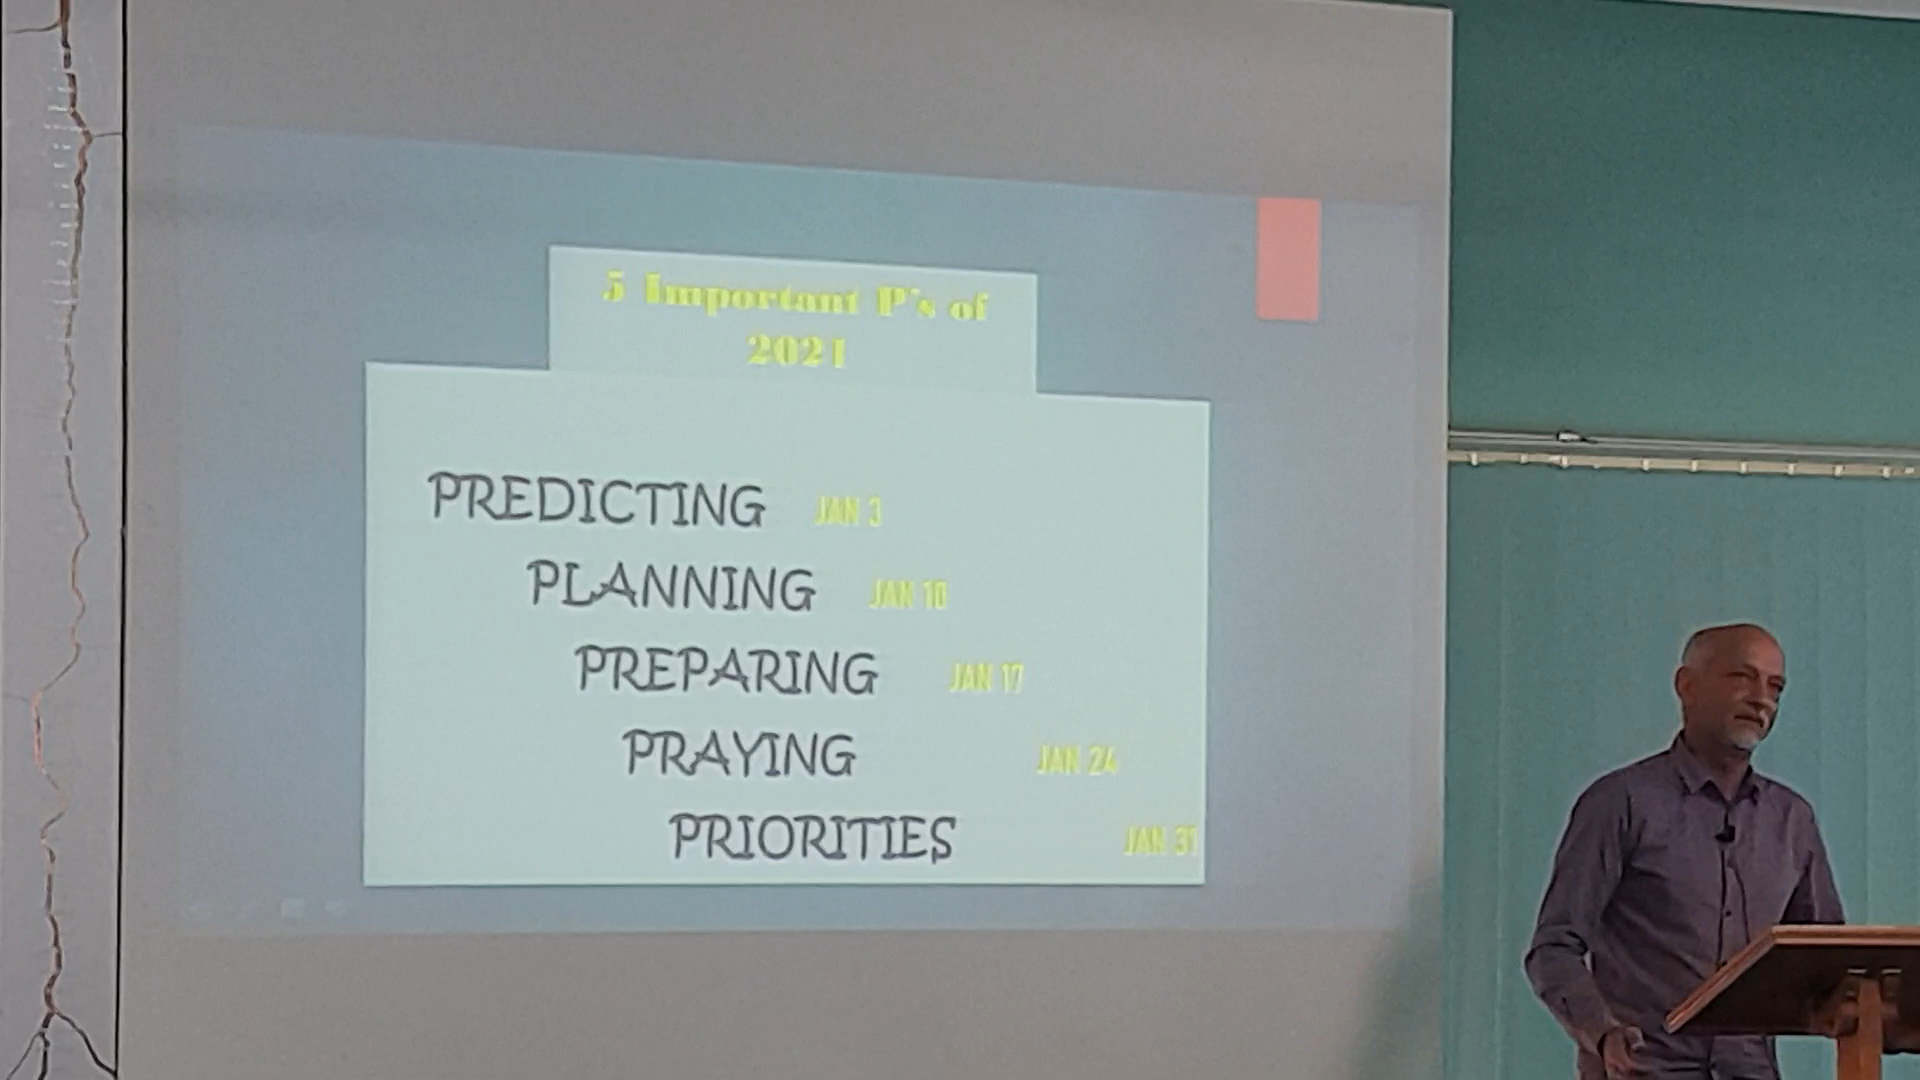 5 Important P's of
2021
PREDICTING JAN 3
PLANNING JAN 10
PREPARING JAN 17
PRAYING JAN 24
PRIORITIES JAN 31